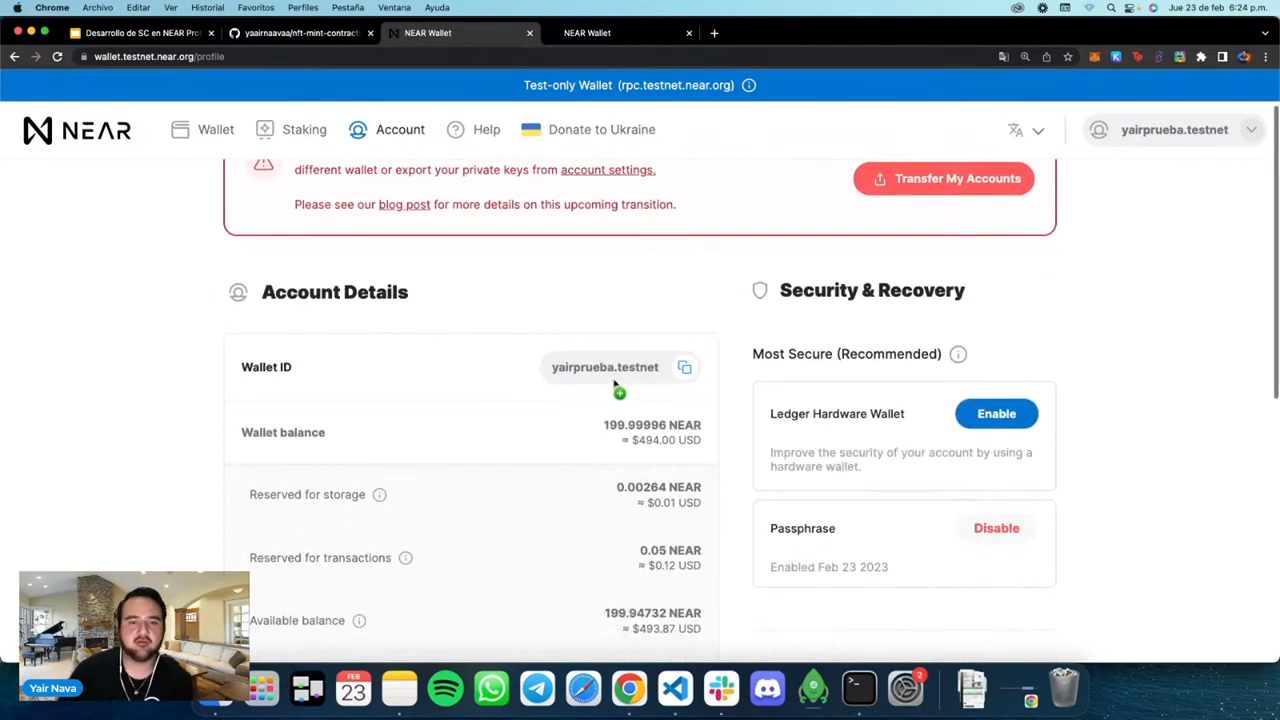 Chrome Archivo Editar Ver Historial Favoritos Perfiles Pestaña Ventana Ayuda Jue 23 de feb 6:24 p.m.
Desarrollo de SC en NEAR Pro yaairnaavaa/nft-mint-contract NEAR Wallet NEAR Wallet
wallet.testnet.near.org/profile
Test-only Wallet (rpc.testnet.near.org)
NEAR Wallet Staking Account Help Donate to Ukraine yairprueba.testnet
different wallet or export your private keys from account settings.
Transfer My Accounts
Please see our blog post for more details on this upcoming transition.
Account Details
Wallet ID yairprueba.testnet
Wallet balance 199.99996 NEAR
≈ $494.00 USD
Reserved for storage 0.00264 NEAR
≈ $0.01 USD
Reserved for transactions 0.05 NEAR
≈ $0.12 USD
Available balance 199.94732 NEAR
≈ $493.87 USD
Security & Recovery
Most Secure (Recommended)
Ledger Hardware Wallet Enable
Improve the security of your account by using a
hardware wallet.
Passphrase Disable
Enabled Feb 23 2023
Yair Nava
FEB
23
2